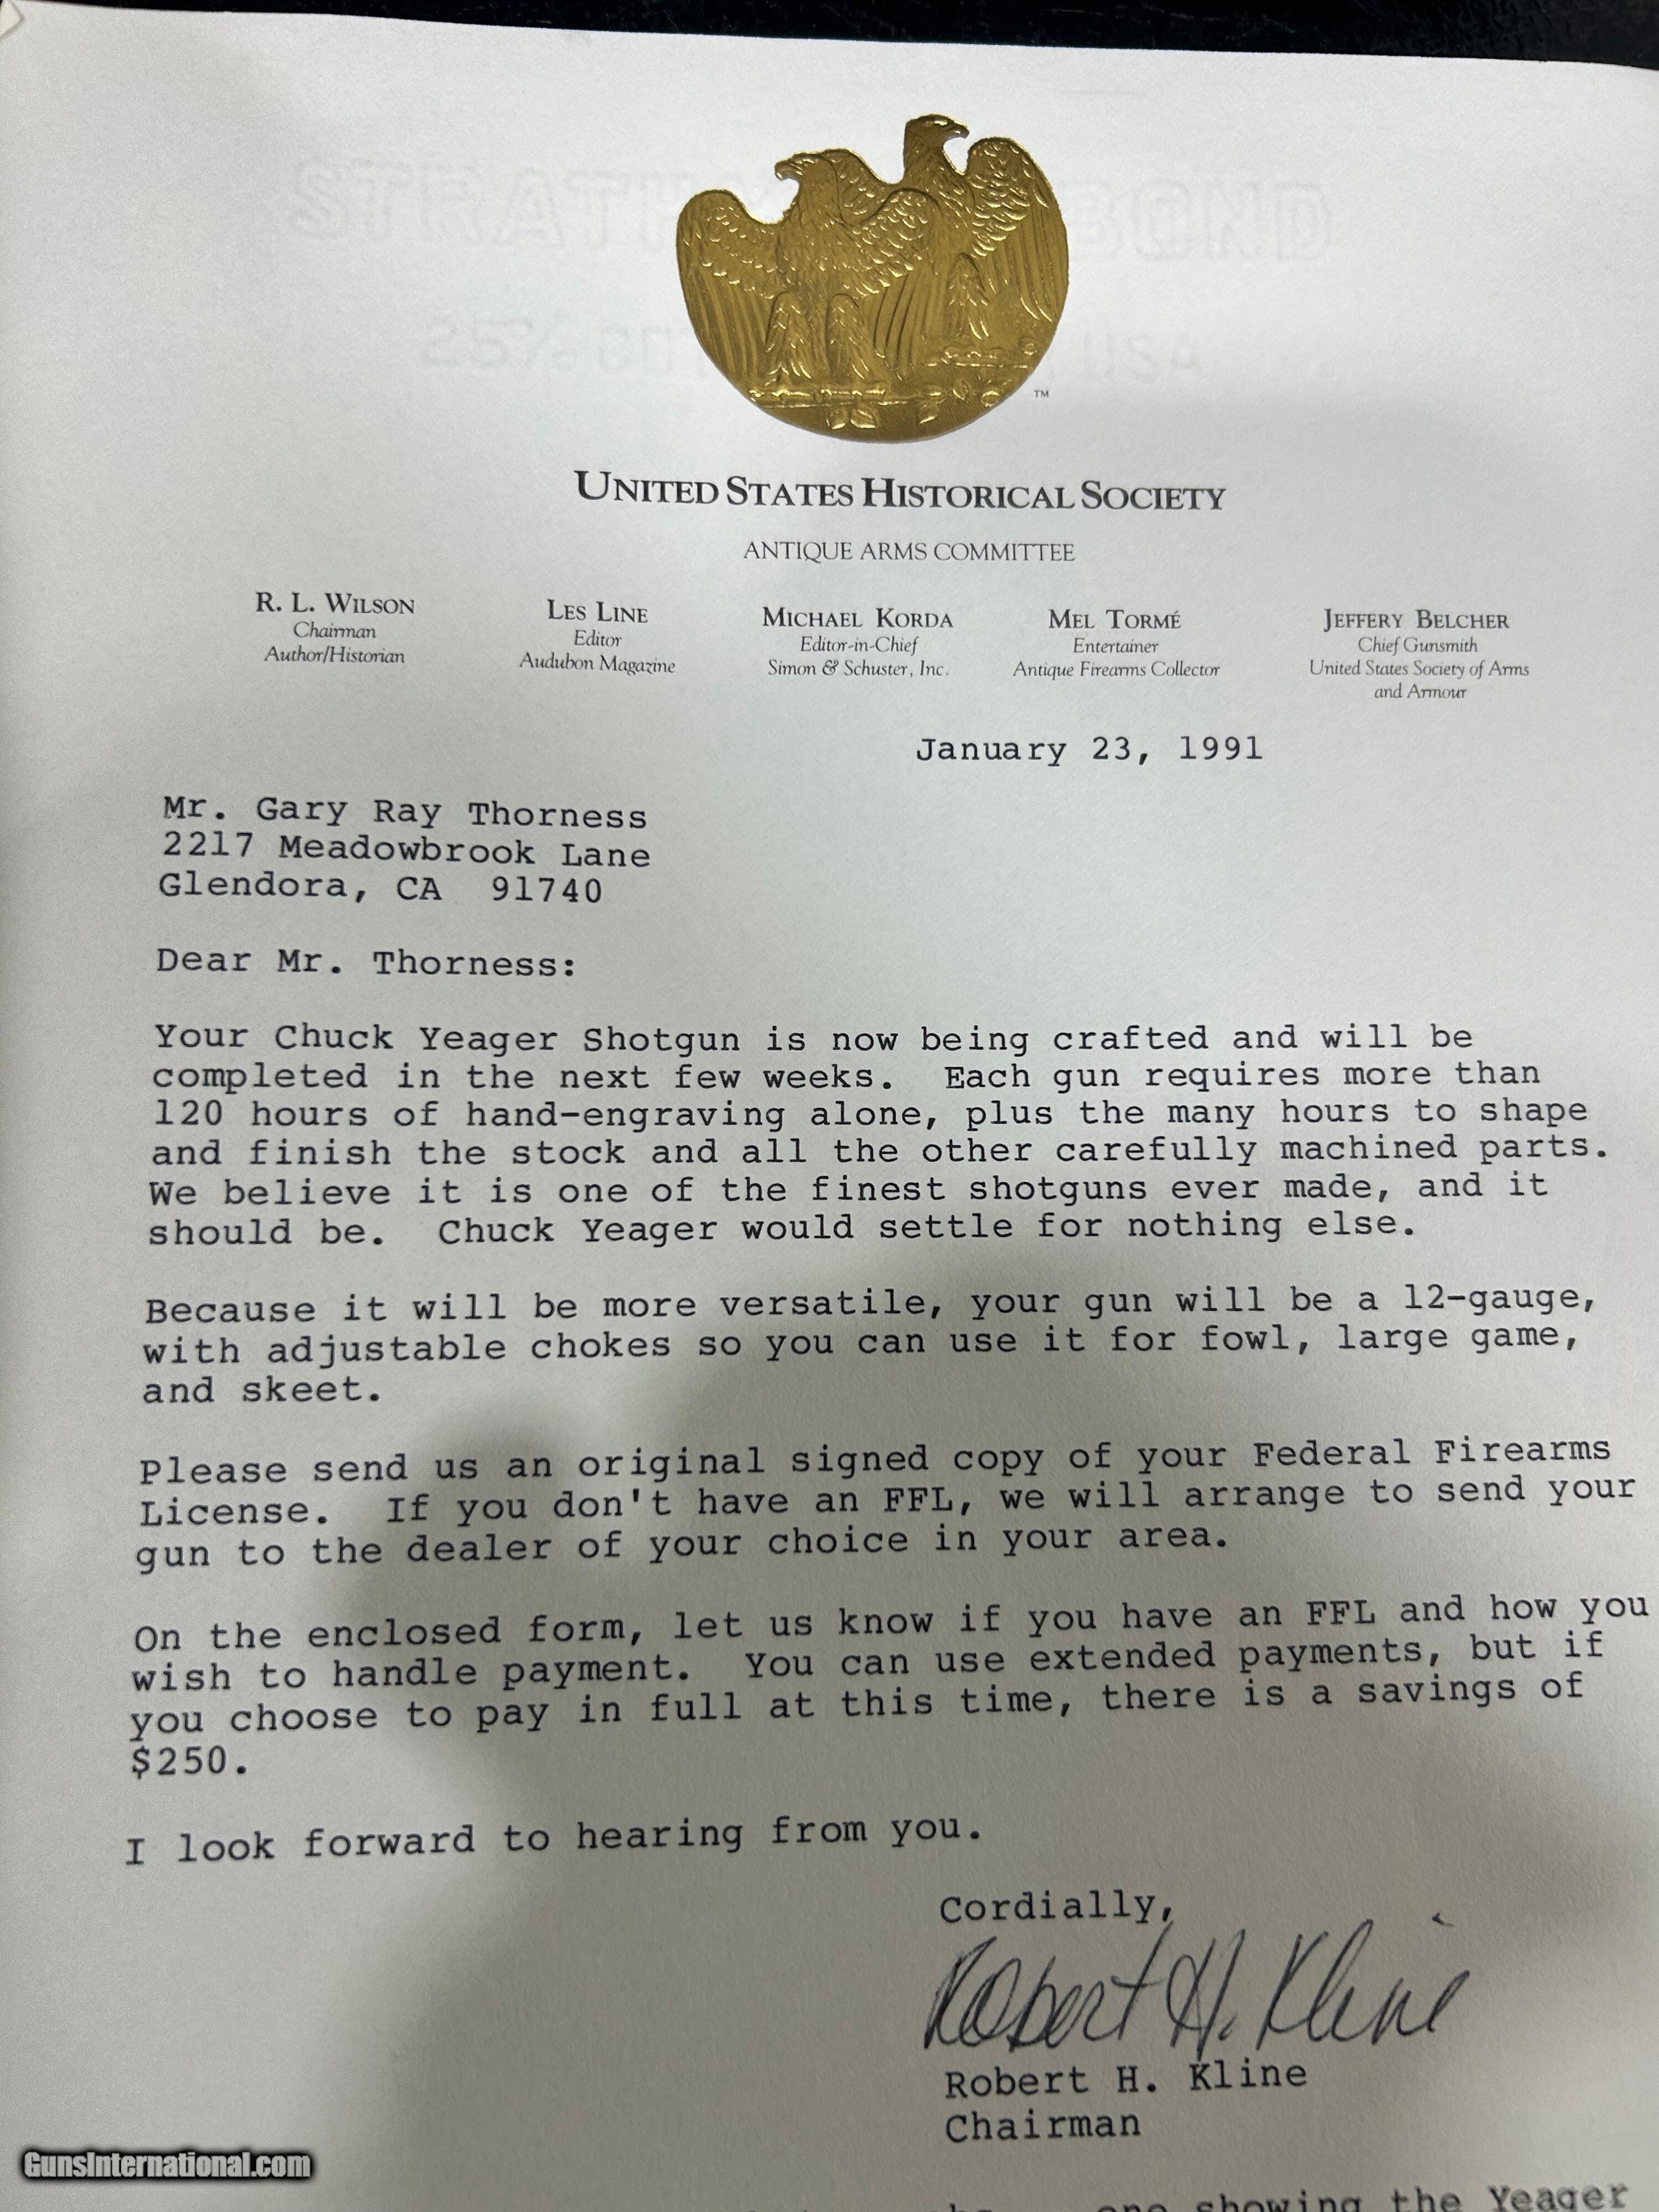 STRATH BOND
25% USA
™
UNITED STATES HISTORICAL SOCIETY
ANTIQUE ARMS COMMITTEE
R. L. WILSON
Chairman
Author/Historian
LES LINE
Editor
Audubon Magazine
MICHAEL KORDA
Editor-in-Chief
Simon & Schuster, Inc.
MEL TORMÉ
Entertainer
Antique Firearms Collector
JEFFERY BELCHER
Chief Gunsmith
United States Society of Arms
and Armour
January 23, 1991
Mr. Gary Ray Thorness
2217 Meadowbrook Lane
Glendora, CA 91740
Dear Mr. Thorness:
Your Chuck Yeager Shotgun is now being crafted and will be
completed in the next few weeks. Each gun requires more than
120 hours of hand-engraving alone, plus the many hours to shape
and finish the stock and all the other carefully machined parts.
We believe it is one of the finest shotguns ever made, and it
should be. Chuck Yeager would settle for nothing else.
Because it will be more versatile, your gun will be a 12-gauge,
with adjustable chokes so you can use it for fowl, large game,
and skeet.
Please send us an original signed copy of your Federal Firearms
License. If you don't have an FFL, we will arrange to send your
gun to the dealer of your choice in your area.
On the enclosed form, let us know if you have an FFL and how you
wish to handle payment. You can use extended payments, but if
you choose to pay in full at this time, there is a savings of
$250.
I look forward to hearing from you.
Cordially,
Robert H. Kline
Robert H. Kline
Chairman
GunsInternational.com
one showing the Yeager